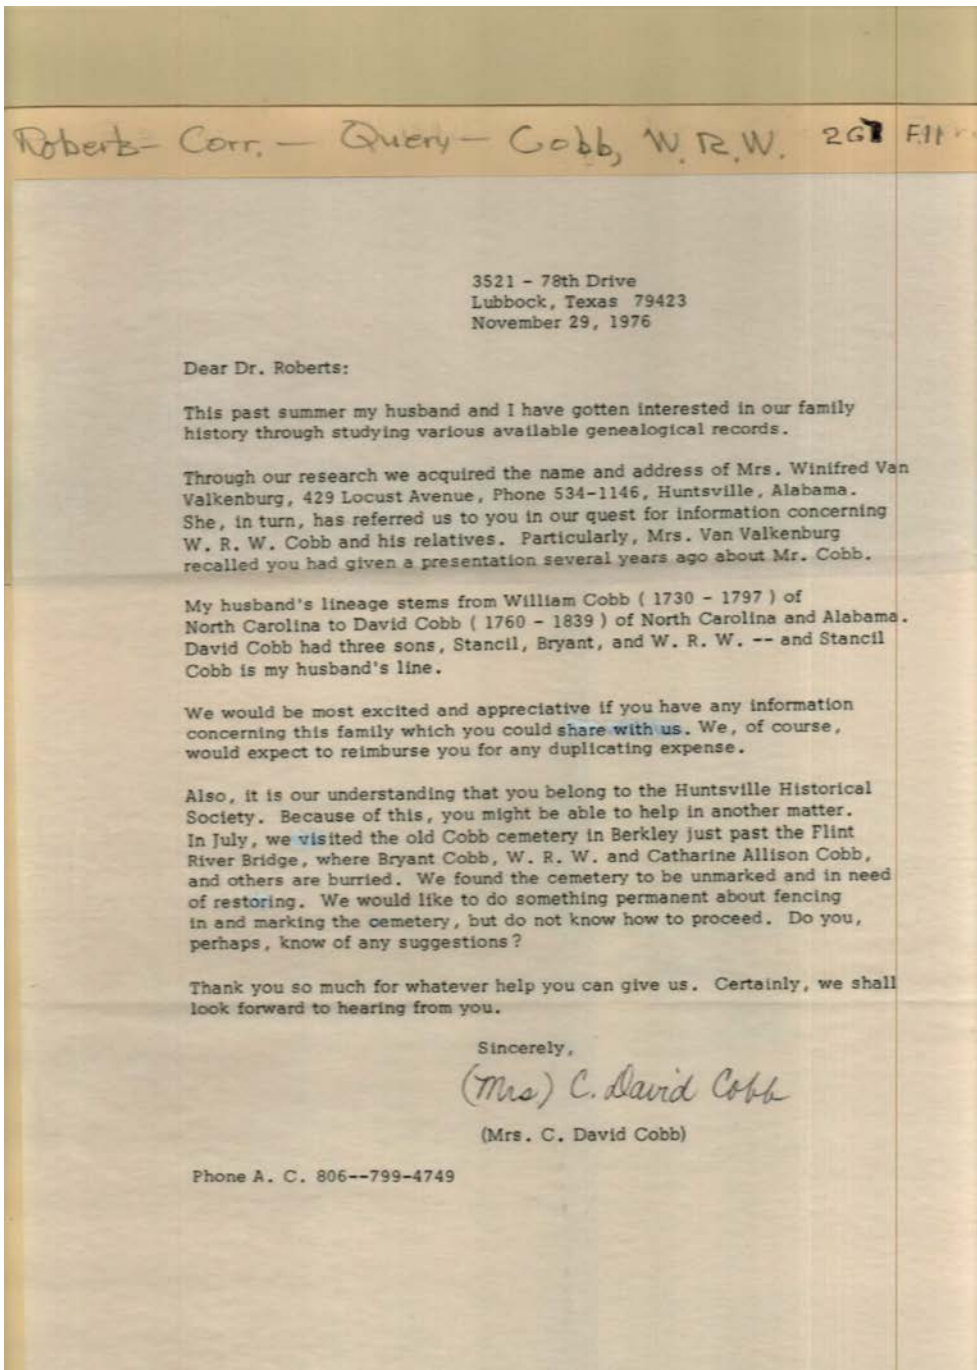 Roberts - Corr. - Query - Cobb, W.R.W. 2G7 F11
3521 - 78th Drive
Lubbock, Texas 79423
November 29, 1976
Dear Dr. Roberts:
This past summer my husband and I have gotten interested in our family
history through studying various available genealogical records.
Through our research we acquired the name and address of Mrs. Winifred Van
Valkenburg, 429 Locust Avenue, Phone 534-1146, Huntsville, Alabama.
She, in turn, has referred us to you in our quest for information concerning
W. R. W. Cobb and his relatives. Particularly, Mrs. Van Valkenburg
recalled you had given a presentation several years ago about Mr. Cobb.
My husband's lineage stems from William Cobb ( 1730 - 1797 ) of
North Carolina to David Cobb ( 1760 - 1839 ) of North Carolina and Alabama.
David Cobb had three sons, Stancil, Bryant, and W. R. W. -- and Stancil
Cobb is my husband's line.
We would be most excited and appreciative if you have any information
concerning this family which you could share with us. We, of course,
would expect to reimburse you for any duplicating expense.
Also, it is our understanding that you belong to the Huntsville Historical
Society. Because of this, you might be able to help in another matter.
In July, we visited the old Cobb cemetery in Berkley just past the Flint
River Bridge, where Bryant Cobb, W. R. W. and Catharine Allison Cobb,
and others are burried. We found the cemetery to be unmarked and in need
of restoring. We would like to do something permanent about fencing
in and marking the cemetery, but do not know how to proceed. Do you,
perhaps, know of any suggestions?
Thank you so much for whatever help you can give us. Certainly, we shall
look forward to hearing from you.
Sincerely,
(Mrs) C. David Cobb
(Mrs. C. David Cobb)
Phone A. C. 806--799-4749